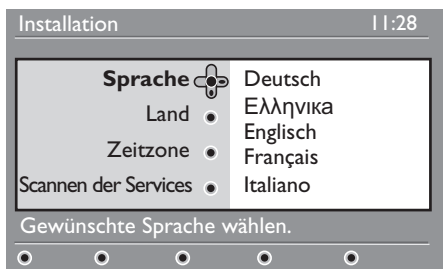 Installation 11:28
Sprache Deutsch
Land Ελληνικα
Englisch
Zeitzone Français
Scannen der Services Italiano
Gewünschte Sprache wählen.